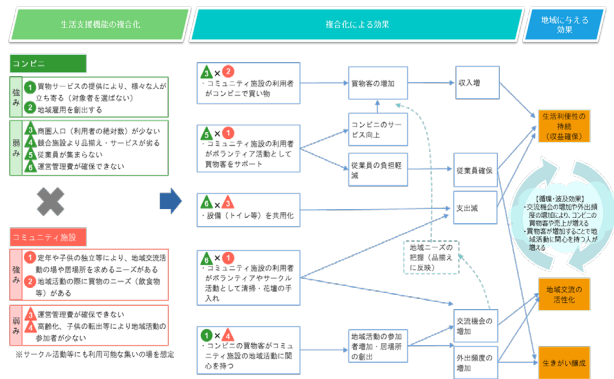 生活支援機能の複合化
複合化による効果
地域に与える
効果
コンビニ
強み
1 買物サービスの提供により、様々な人が
立ち寄る（対象者を選ばない）
2 地域雇用を創出する
弱み
3 商圏人口（利用者の絶対数）が少ない
4 競合施設より品揃え・サービスが劣る
5 従業員が集まらない
6 運営管理費が確保できない
コミュニティ施設
強み
1 定年や子供の独立等により、地域交流活
動の場や居場所を求めるニーズがある
2 地域活動の際に買物のニーズ（飲食物
等）がある
弱み
3 運営管理費が確保できない
4 高齢化、子供の転出等により地域活動の
参加者が少ない
※サークル活動等にも利用可能な集いの場を想定
3 × 2
・コミュニティ施設の利用者
がコンビニで買い物
5 × 1
・コミュニティ施設の利用者
がボランティア活動として
買物客をサポート
6 × 3
・設備（トイレ等）を共用化
6 × 1
・コミュニティ施設の利用者
がボランティアやサークル
活動として清掃・花壇の手
入れ
1 × 4
・コンビニの買物客がコミュ
ニティ施設の地域活動に関
心を持つ
買物客の増加
コンビニのサー
ビス向上
従業員の負担軽
減
地域ニーズの
把握（品揃え
に反映）
地域活動の参加
者増加・居場所
の創出
収入増
従業員確保
支出減
交流機会の
増加
外出頻度の
増加
生活利便性の
持続
（収益確保）
【循環・波及効果】
・交流機会の増加や外出頻
度の増加により、コンビニの
買物客や売上が増える
・買物客が増加することで地
域活動に関心を持つ人が
増える
地域交流の
活性化
生きがい醸成